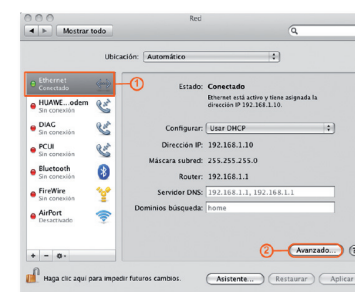 Red
Mostrar todo
Ubicación: Automático
Ethernet
Conectado
1
HUAWE...odem
Sin conexión
DIAG
Sin conexión
PCUI
Sin conexión
Bluetooth
Sin conexión
FireWire
Sin conexión
AirPort
Desactivado
Estado: Conectado
Ethernet está activo y tiene asignada la
dirección IP 192.168.1.10.
Configurar: Usar DHCP
Dirección IP: 192.168.1.10
Máscara subred: 255.255.255.0
Router: 192.168.1.1
Servidor DNS: 192.168.1.1, 192.168.1.1
Dominios búsqueda: home
2
Avanzado...
?
Haga clic aquí para impedir futuros cambios.
Asistente...
Restaurar
Aplicar